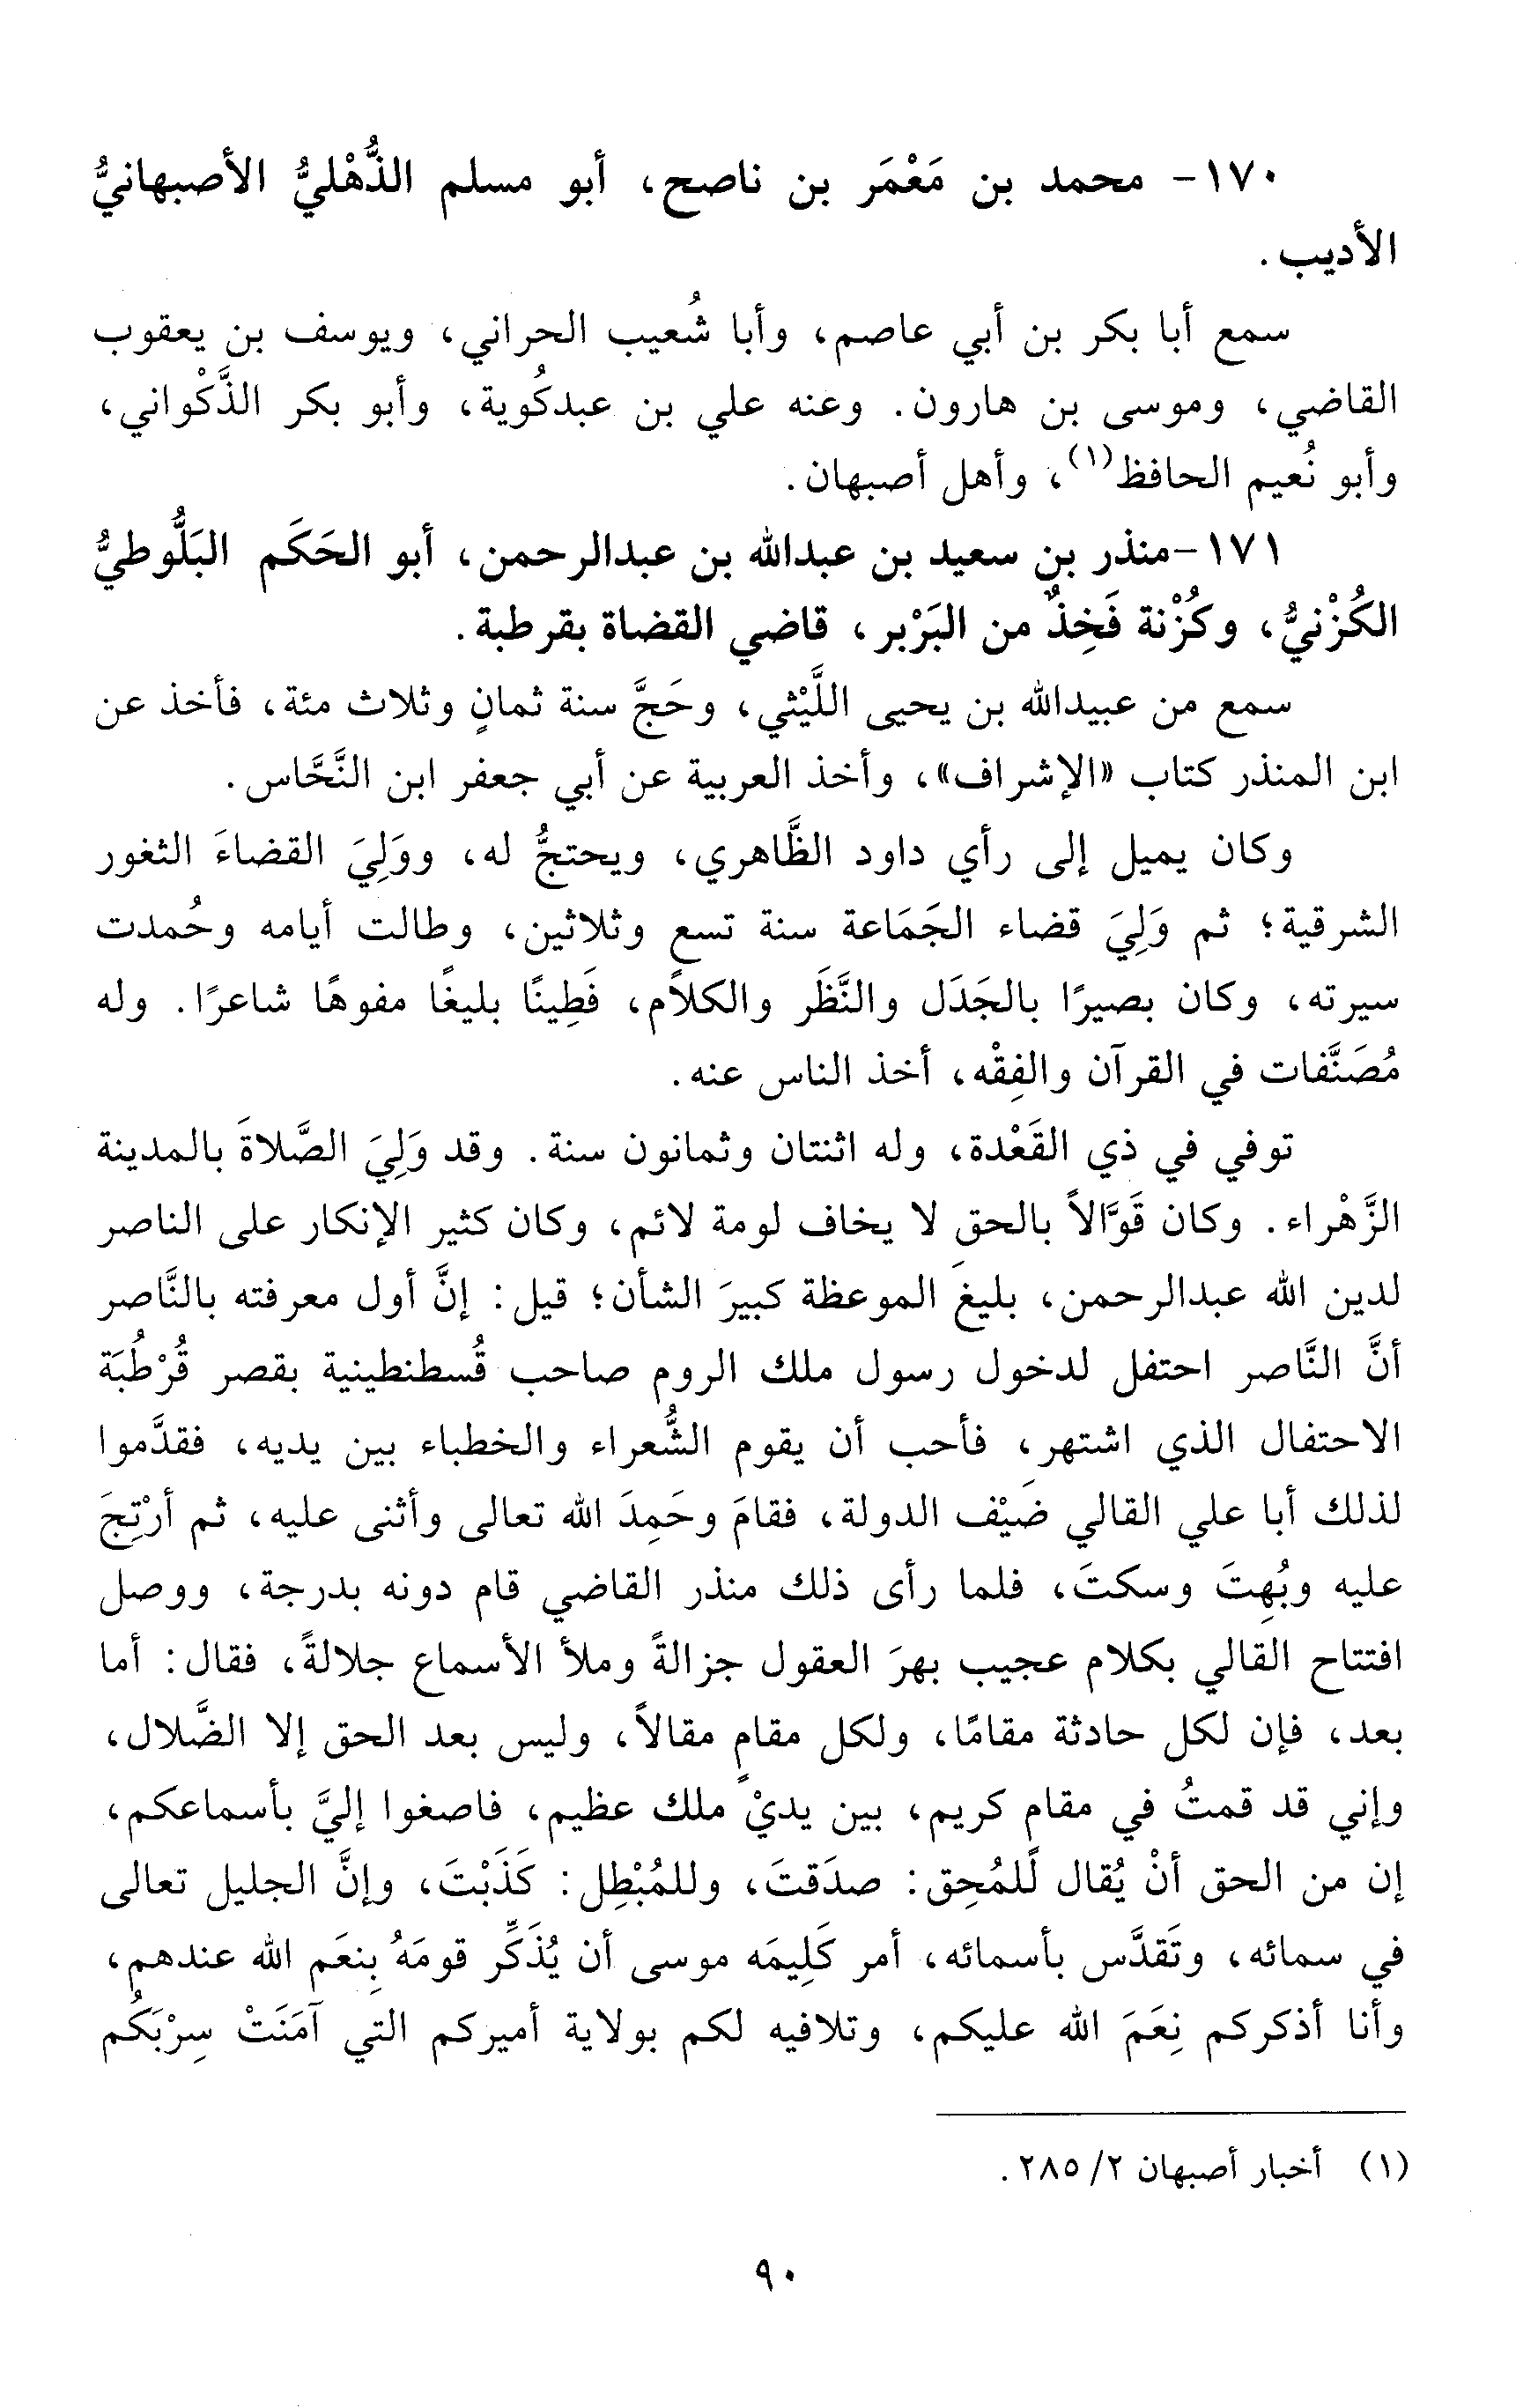 ١٧٠- محمد بن مَعْمَر بن ناصح، أبو مسلم الذُّهْليُّ الأصبهانيُّ
الأديب.
سمع أبا بكر بن أبي عاصم، وأبا شُعيب الحراني، ويوسف بن يعقوب
القاضي، وموسى بن هارون. وعنه علي بن عبدكُوية، وأبو بكر الذَّكْواني،
وأبو نُعيم الحافظ(١)، وأهل أصبهان.
١٧١-منذر بن سعيد بن عبدالله بن عبدالرحمن، أبو الحَكَم البَلُّوطيُّ
الكُزْنيُّ، وكُزْنة فَخِذٌ من البَرْبر، قاضي القضاة بقرطبة.
سمع من عبيدالله بن يحيى اللَّيْثي، وحَجَّ سنة ثمانٍ وثلاث مئة، فأخذ عن
ابن المنذر كتاب «الإشراف»، وأخذ العربية عن أبي جعفر ابن النَّحَّاس.
وكان يميل إلى رأي داود الظَّاهري، ويحتجُّ له، ووَلِيَ القضاءَ الثغور
الشرقية؛ ثم وَلِيَ قضاء الجَمَاعة سنة تسع وثلاثين، وطالت أيامه وحُمدت
سيرته، وكان بصيرًا بالجَدَل والنَّظَر والكلام، فَطِينًا بليغًا مفوهًا شاعرًا. وله
مُصَنَّفات في القرآن والفِقْه، أخذ الناس عنه.
توفي في ذي القَعْدة، وله اثنتان وثمانون سنة. وقد وَلِيَ الصَّلاةَ بالمدينة
الزَّهْراء. وكان قَوَّالاً بالحق لا يخاف لومة لائم، وكان كثير الإنكار على الناصر
لدين الله عبدالرحمن، بليغَ الموعظة كبيرَ الشأن؛ قيل: إنَّ أول معرفته بالنَّاصر
أنَّ النَّاصر احتفل لدخول رسول ملك الروم صاحب قُسطنطينية بقصر قُرْطُبَة
الاحتفال الذي اشتهر، فأحب أن يقوم الشُّعراء والخطباء بين يديه، فقدَّموا
لذلك أبا علي القالي ضَيْف الدولة، فقامَ وحَمِدَ الله تعالى وأثنى عليه، ثم أرْتِجَ
عليه وبُهِتَ وسكتَ، فلما رأى ذلك منذر القاضي قام دونه بدرجة، ووصل
افتتاح القالي بكلام عجيب بهرَ العقول جزالةً وملأ الأسماع جلالةً، فقال: أما
بعد، فإن لكل حادثة مقامًا، ولكل مقامٍ مقالاً، وليس بعد الحق إلا الضَّلال،
وإني قد قمتُ في مقام كريم، بين يديْ ملك عظيم، فاصغوا إليَّ بأسماعكم،
إن من الحق أنْ يُقال للمُحِق: صدَقتَ، وللمُبْطِل: كَذَبْتَ، وإنَّ الجليل تعالى
في سمائه، وتَقدَّس بأسمائه، أمر كَلِيمَه موسى أن يُذَكِّر قومَهُ بِنعَم الله عندهم،
وأنا أذكركم نِعَمَ الله عليكم، وتلافيه لكم بولاية أميركم التي آمَنَتْ سِرْبَكُم
(١) أخبار أصبهان ٢/ ٢٨٥.
٩٠